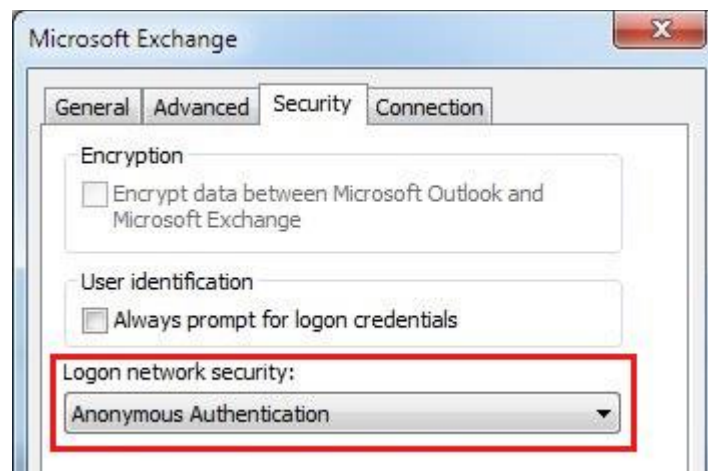 Microsoft Exchange
General Advanced Security Connection
Encryption
Encrypt data between Microsoft Outlook and
Microsoft Exchange
User identification
Always prompt for logon credentials
Logon network security:
Anonymous Authentication